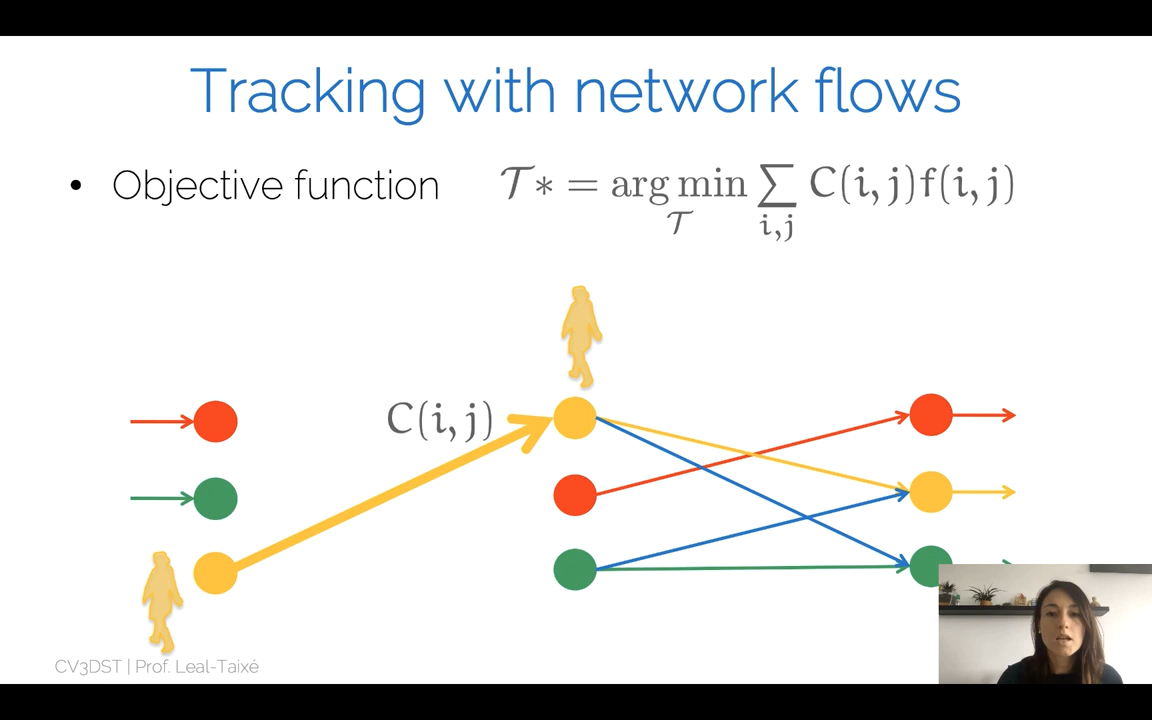 Tracking with network flows
• Objective function 𝒯* = arg min ∑ C(i,j)f(i,j)
𝒯 i,j
C(i,j)
CV3DST | Prof. Leal-Taixé